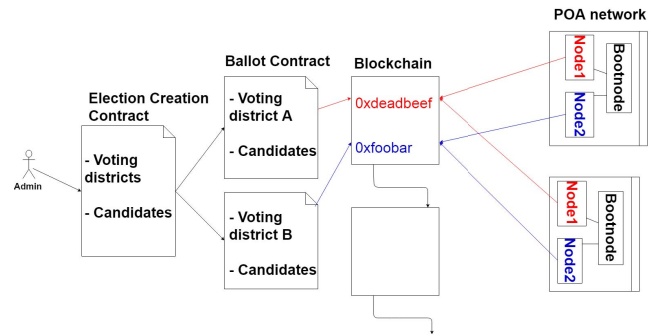 POA network
Ballot Contract
Blockchain
Election Creation
Contract
Admin
- Voting
districts
- Candidates
- Voting
district A
- Candidates
- Voting
district B
- Candidates
0xdeadbeef
0xfoobar
Node1
Node2
Bootnode
Node1
Node2
Bootnode